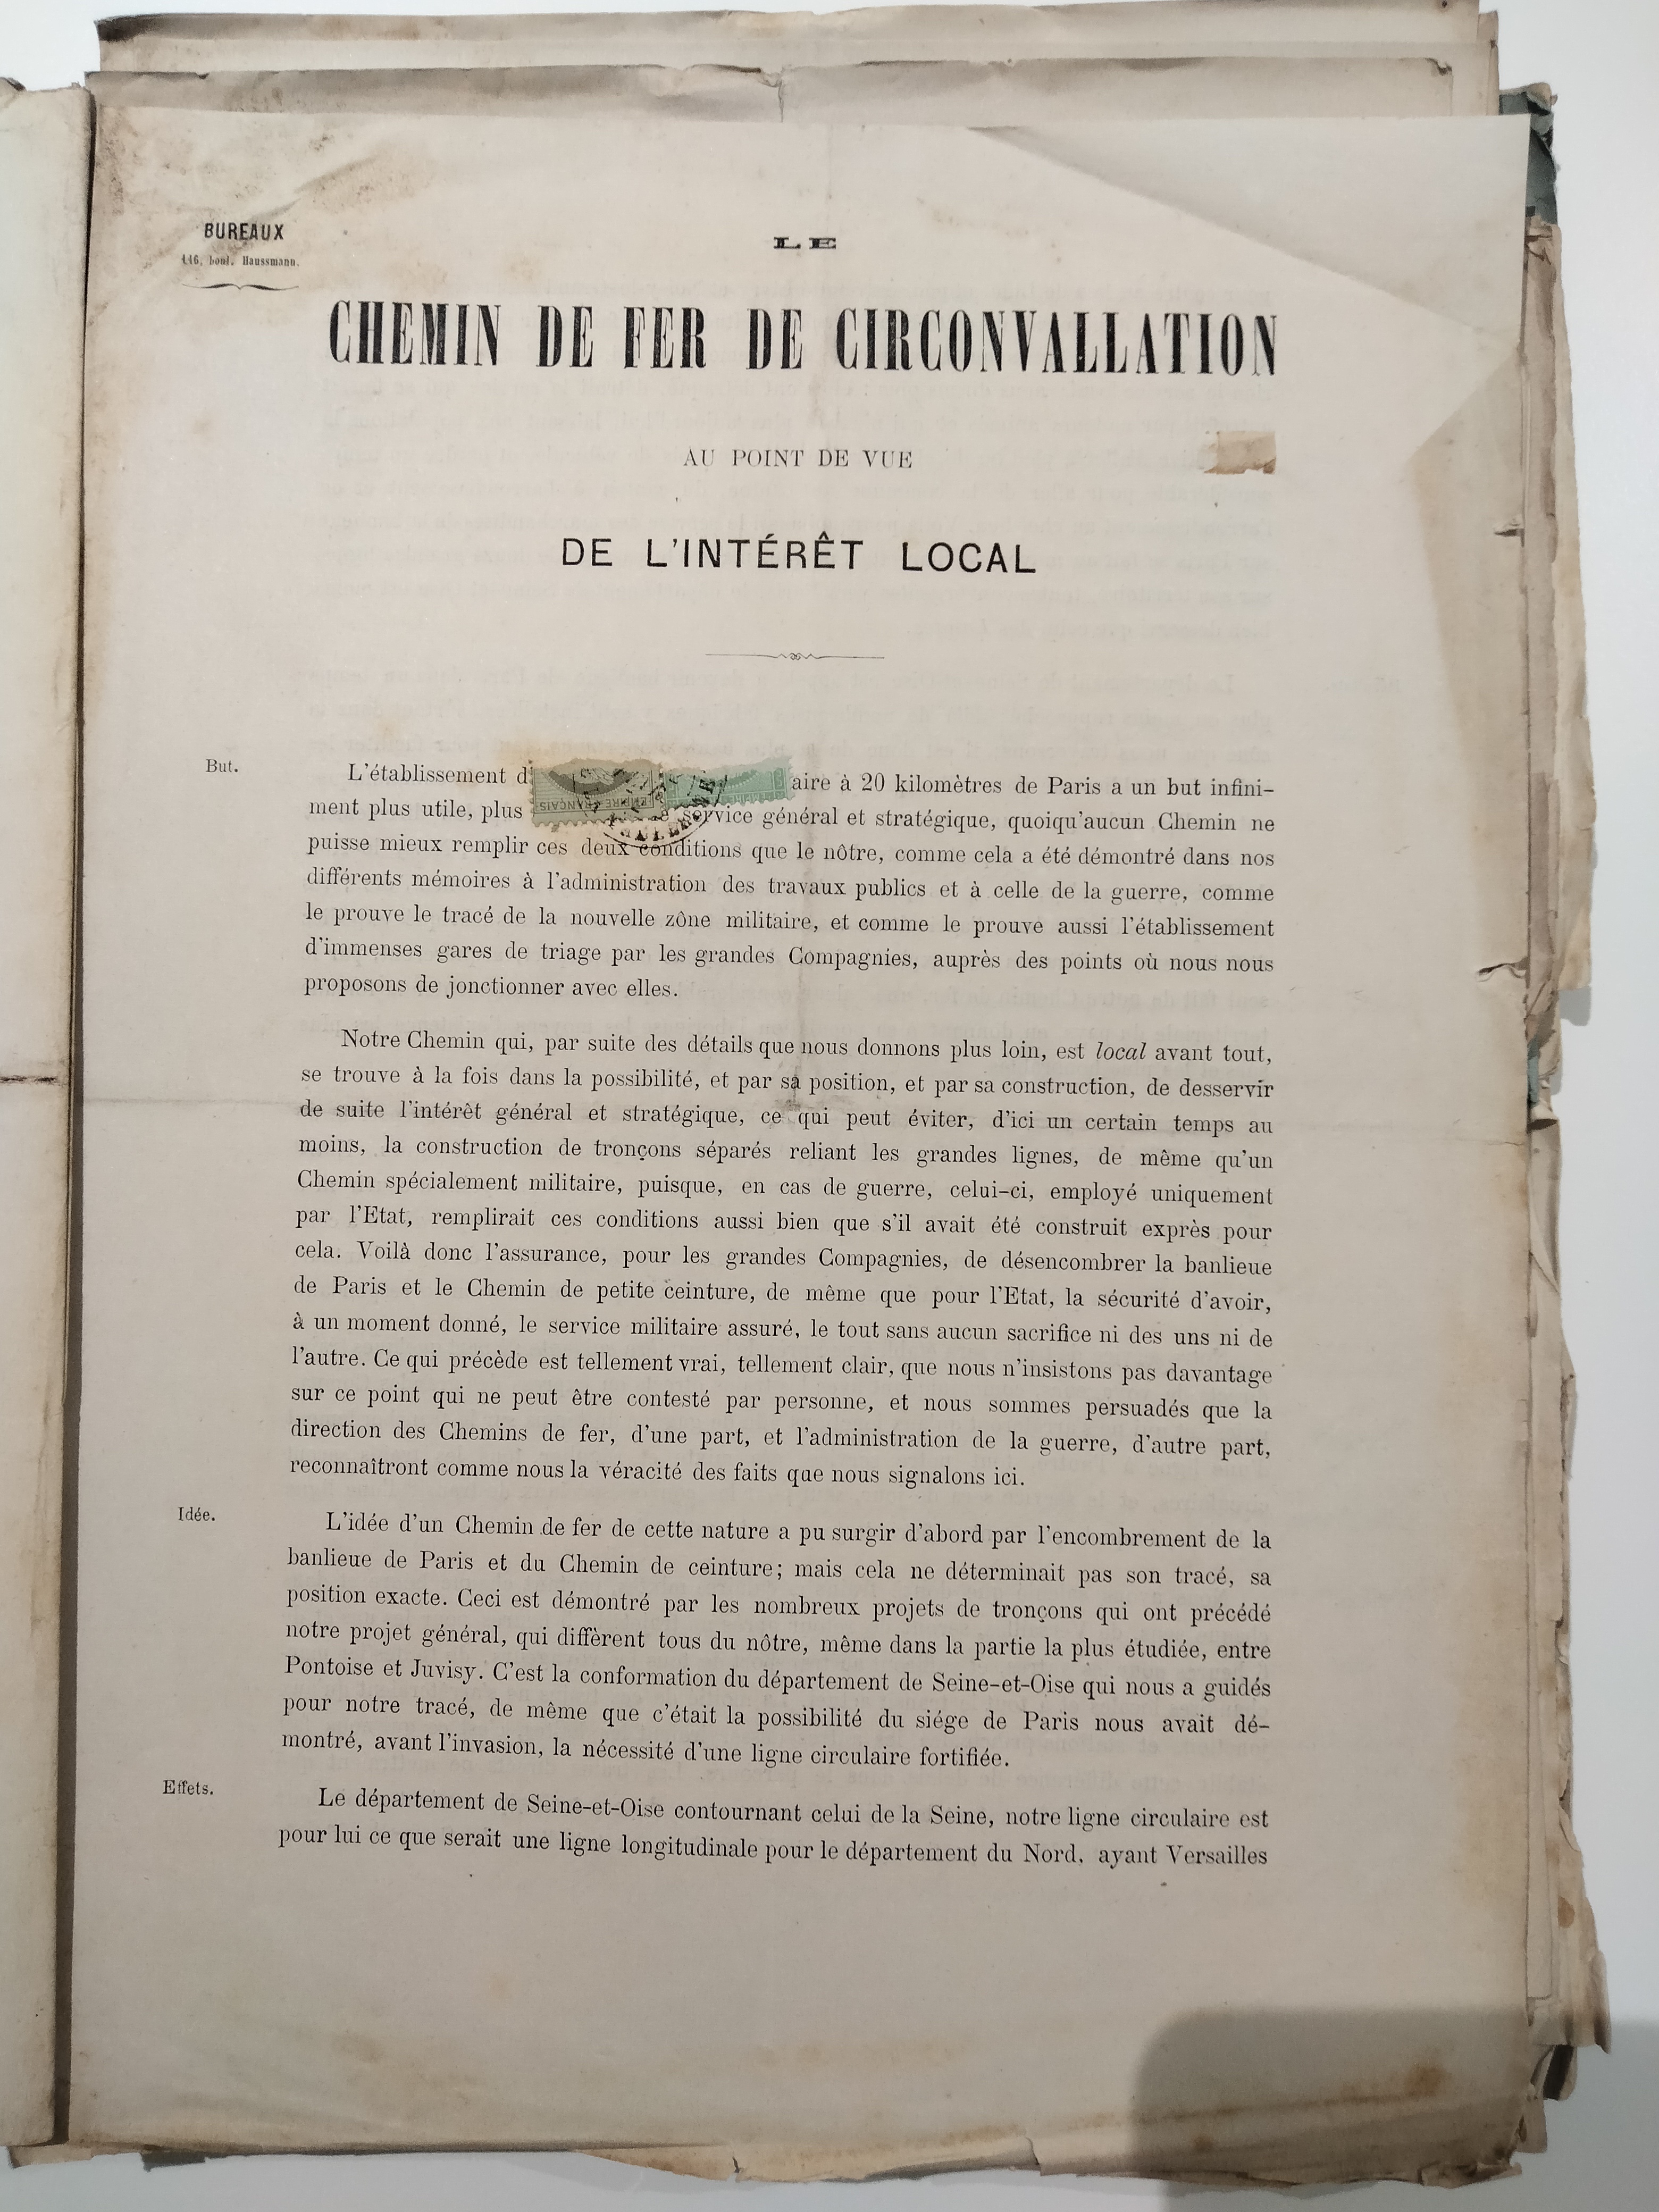 BUREAUX
146, boul. Haussmann.
LE
CHEMIN DE FER DE CIRCONVALLATION
AU POINT DE VUE
DE L'INTÉRÊT LOCAL
But.
L'établissement d' aire à 20 kilomètres de Paris a un but infini-
ment plus utile, plus service général et stratégique, quoiqu'aucun Chemin ne
puisse mieux remplir ces deux conditions que le nôtre, comme cela a été démontré dans nos
différents mémoires à l'administration des travaux publics et à celle de la guerre, comme
le prouve le tracé de la nouvelle zône militaire, et comme le prouve aussi l'établissement
d'immenses gares de triage par les grandes Compagnies, auprès des points où nous nous
proposons de jonctionner avec elles.
Notre Chemin qui, par suite des détails que nous donnons plus loin, est local avant tout,
se trouve à la fois dans la possibilité, et par sa position, et par sa construction, de desservir
de suite l'intérêt général et stratégique, ce qui peut éviter, d'ici un certain temps au
moins, la construction de tronçons séparés reliant les grandes lignes, de même qu'un
Chemin spécialement militaire, puisque, en cas de guerre, celui-ci, employé uniquement
par l'Etat, remplirait ces conditions aussi bien que s'il avait été construit exprès pour
cela. Voilà donc l'assurance, pour les grandes Compagnies, de désencombrer la banlieue
de Paris et le Chemin de petite ceinture, de même que pour l'Etat, la sécurité d'avoir,
à un moment donné, le service militaire assuré, le tout sans aucun sacrifice ni des uns ni de
l'autre. Ce qui précède est tellement vrai, tellement clair, que nous n'insistons pas davantage
sur ce point qui ne peut être contesté par personne, et nous sommes persuadés que la
direction des Chemins de fer, d'une part, et l'administration de la guerre, d'autre part,
reconnaîtront comme nous la véracité des faits que nous signalons ici.
Idée.
L'idée d'un Chemin de fer de cette nature a pu surgir d'abord par l'encombrement de la
banlieue de Paris et du Chemin de ceinture; mais cela ne déterminait pas son tracé, sa
position exacte. Ceci est démontré par les nombreux projets de tronçons qui ont précédé
notre projet général, qui diffèrent tous du nôtre, même dans la partie la plus étudiée, entre
Pontoise et Juvisy. C'est la conformation du département de Seine-et-Oise qui nous a guidés
pour notre tracé, de même que c'était la possibilité du siége de Paris nous avait dé-
montré, avant l'invasion, la nécessité d'une ligne circulaire fortifiée.
Effets.
Le département de Seine-et-Oise contournant celui de la Seine, notre ligne circulaire est
pour lui ce que serait une ligne longitudinale pour le département du Nord, ayant Versailles
EMPIRE FRANÇAIS